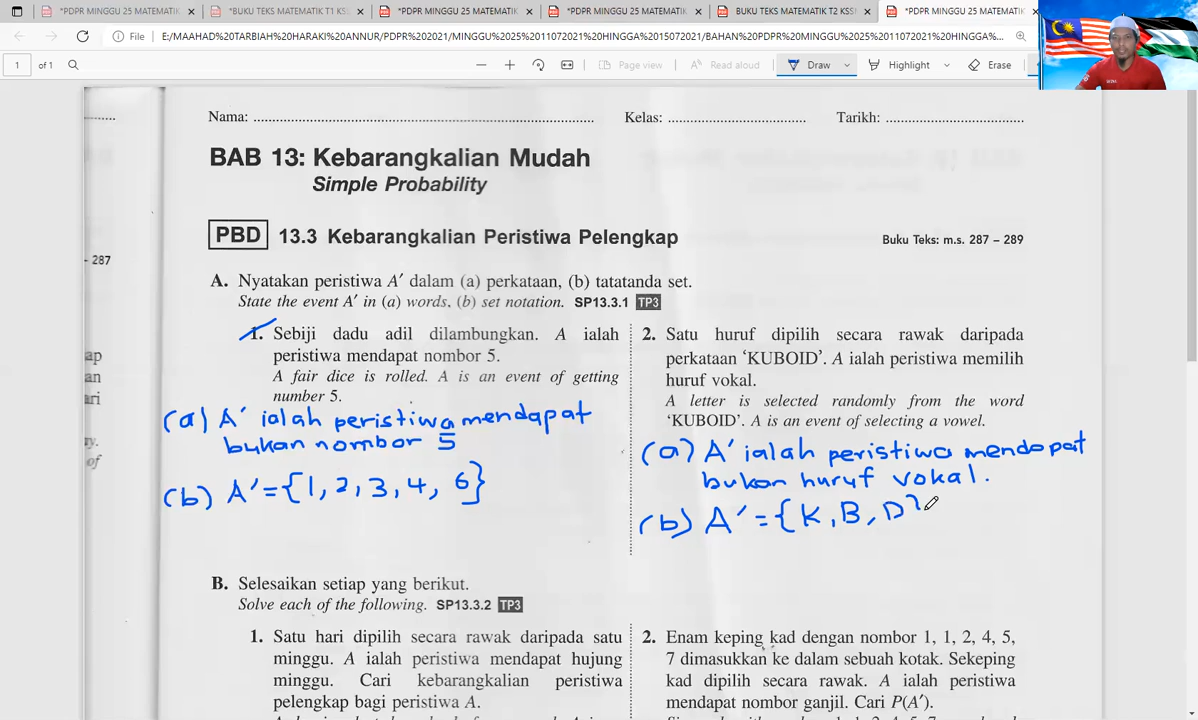 *PDPR MINGGU 25 MATEMATIK
*BUKU TEKS MATEMATIK T1 KSS
*PDPR MINGGU 25 MATEMATIK
*PDPR MINGGU 25 MATEMATIK
BUKU TEKS MATEMATIK T2 KSSM
*PDPR MINGGU 25 MATEMATIK
File
E:/MAAHAD%20TARBIAH%20HARAKI%20ANNUR/PDPR%202021/MINGGU%2025%2011072021%20HINGGA%2015072021/BAHAN%20PDPR%20MINGGU%2025%2011072021%20HINGGA%...
1 of 1
Page view
Read aloud
Draw
Highlight
Erase
Nama:
Kelas:
Tarikh:
BAB 13: Kebarangkalian Mudah
Simple Probability
PBD 13.3 Kebarangkalian Peristiwa Pelengkap
Buku Teks: m.s. 287 – 289
- 287
A. Nyatakan peristiwa A′ dalam (a) perkataan, (b) tatatanda set.
State the event A′ in (a) words, (b) set notation. SP13.3.1 TP3
1. Sebiji dadu adil dilambungkan. A ialah
peristiwa mendapat nombor 5.
A fair dice is rolled. A is an event of getting
number 5.
(a) A′ ialah peristiwa mendapat
bukan nombor 5
(b) A′ = {1, 2, 3, 4, 6}
ap
an
ari
of
2. Satu huruf dipilih secara rawak daripada
perkataan ‘KUBOID’. A ialah peristiwa memilih
huruf vokal.
A letter is selected randomly from the word
‘KUBOID’. A is an event of selecting a vowel.
(a) A′ ialah peristiwa mendapat
bukan huruf vokal.
(b) A′ = {K, B, D}
B. Selesaikan setiap yang berikut.
Solve each of the following. SP13.3.2 TP3
1. Satu hari dipilih secara rawak daripada satu
minggu. A ialah peristiwa mendapat hujung
minggu. Cari kebarangkalian peristiwa
pelengkap bagi peristiwa A.
2. Enam keping kad dengan nombor 1, 1, 2, 4, 5,
7 dimasukkan ke dalam sebuah kotak. Sekeping
kad dipilih secara rawak. A ialah peristiwa
mendapat nombor ganjil. Cari P(A′).